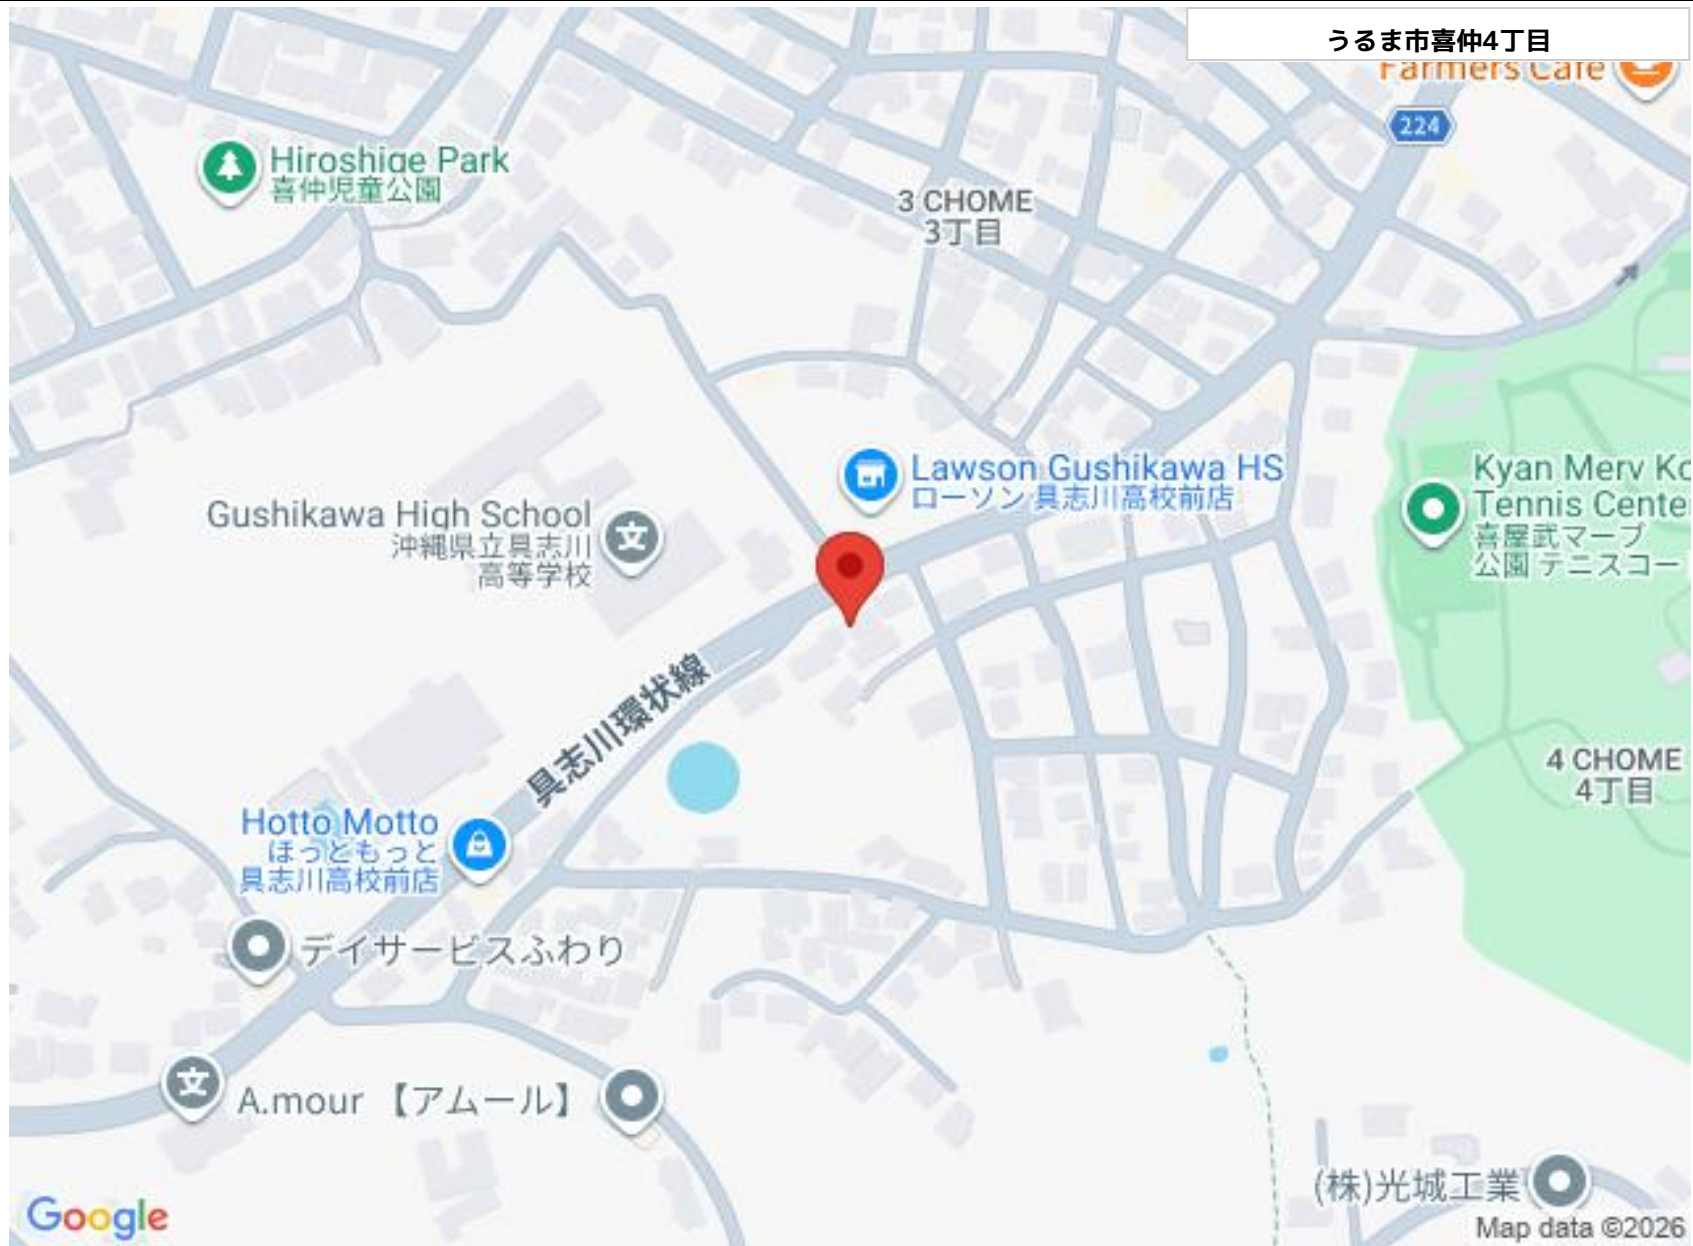 うるま市喜仲4丁目
Farmers Cafe
224
Hiroshige Park
喜仲児童公園
3 CHOME
3丁目
Lawson Gushikawa HS
ローソン 具志川高校前店
Kyan Merv Ko
Tennis Center
喜屋武マーブ
公園 テニスコー
Gushikawa High School
沖縄県立具志川
高等学校
文
具志川環状線
4 CHOME
4丁目
Hotto Motto
ほっともっと
具志川高校前店
デイサービスふわり
文
A.mour 【アムール】
(株)光城工業
Google
Map data ©2026